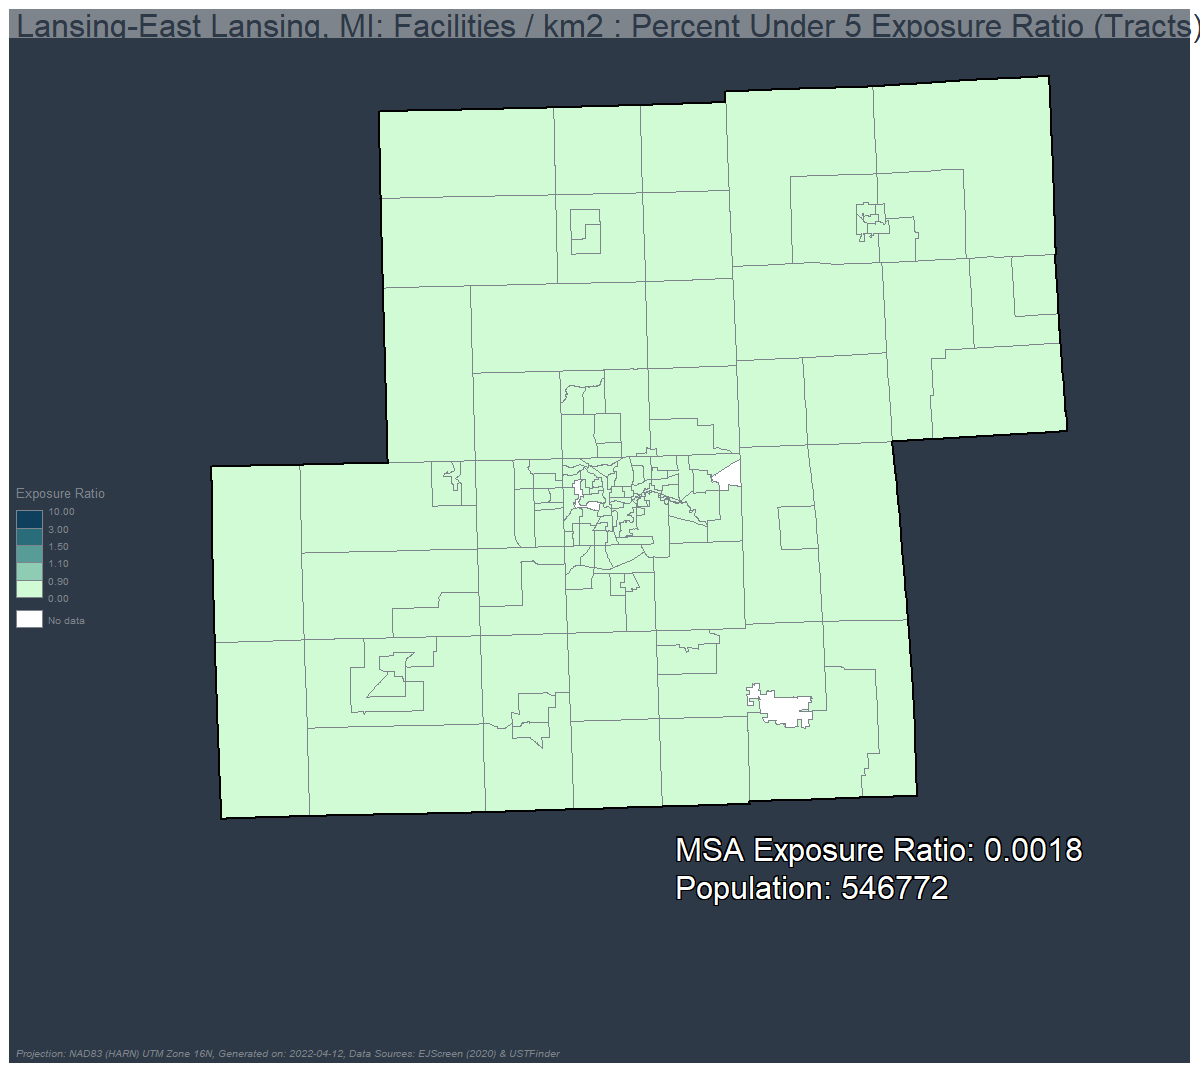 Lansing-East Lansing, MI: Facilities / km2 : Percent Under 5 Exposure Ratio (Tracts)
Exposure Ratio
10.00
3.00
1.50
1.10
0.90
0.00
No data
MSA Exposure Ratio: 0.0018
Population: 546772
Projection: NAD83 (HARN) UTM Zone 16N, Generated on: 2022-04-12, Data Sources: EJScreen (2020) & USTFinder